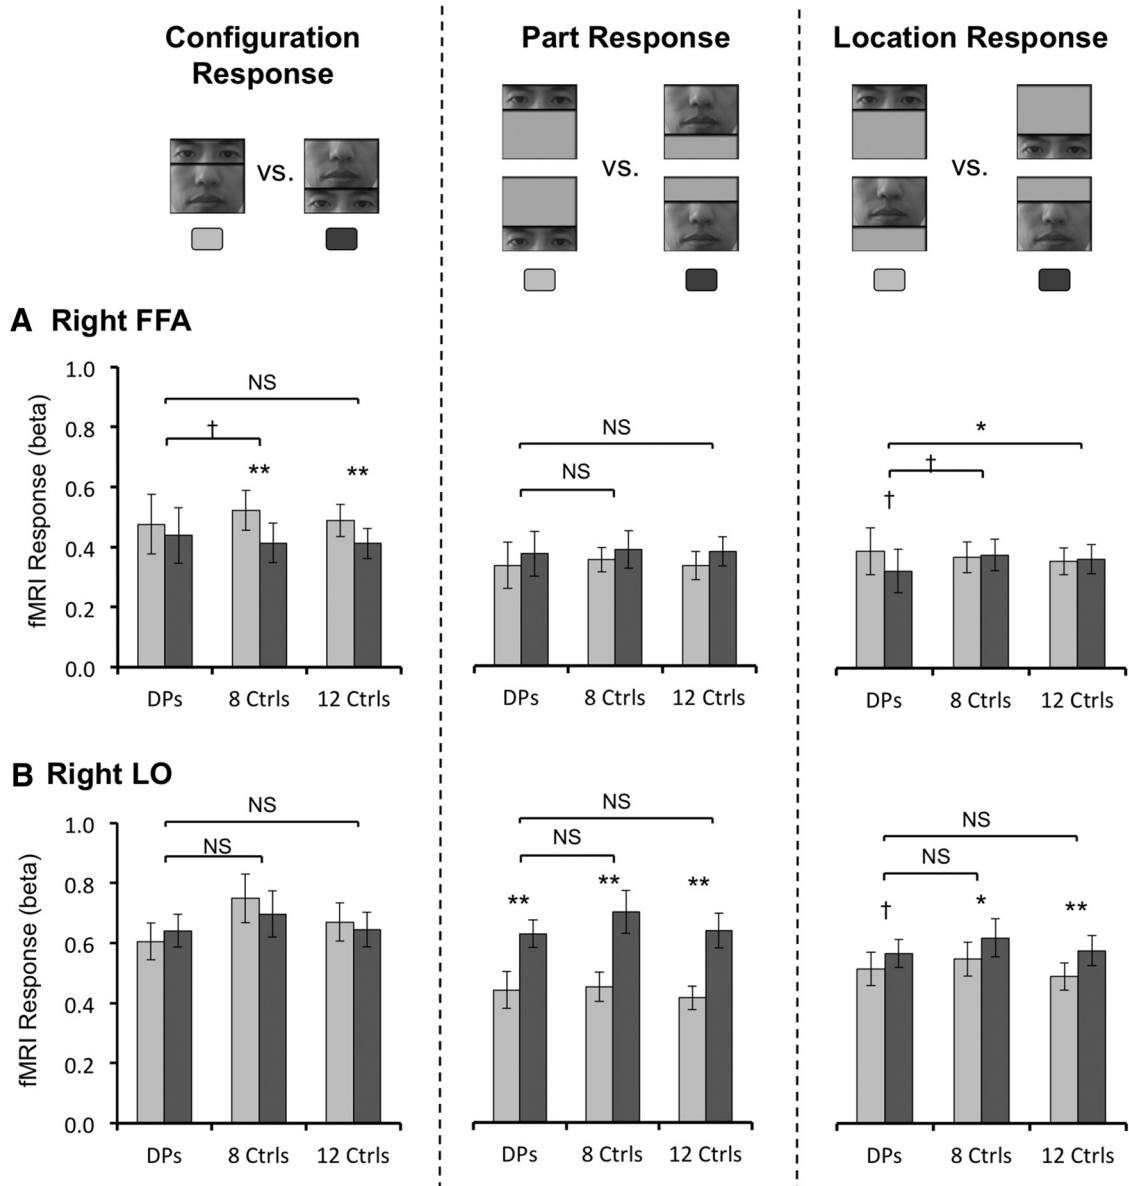 Configuration
Response
Part Response
Location Response
vs.
vs.
vs.
A Right FFA
fMRI Response (beta)
1.0
0.8
0.6
0.4
0.2
0.0
NS
†
** **
DPs 8 Ctrls 12 Ctrls
NS
NS
DPs 8 Ctrls 12 Ctrls
*
†
†
DPs 8 Ctrls 12 Ctrls
B Right LO
fMRI Response (beta)
1.0
0.8
0.6
0.4
0.2
0.0
NS
NS
DPs 8 Ctrls 12 Ctrls
NS
NS
** ** **
DPs 8 Ctrls 12 Ctrls
NS
NS
† * **
DPs 8 Ctrls 12 Ctrls